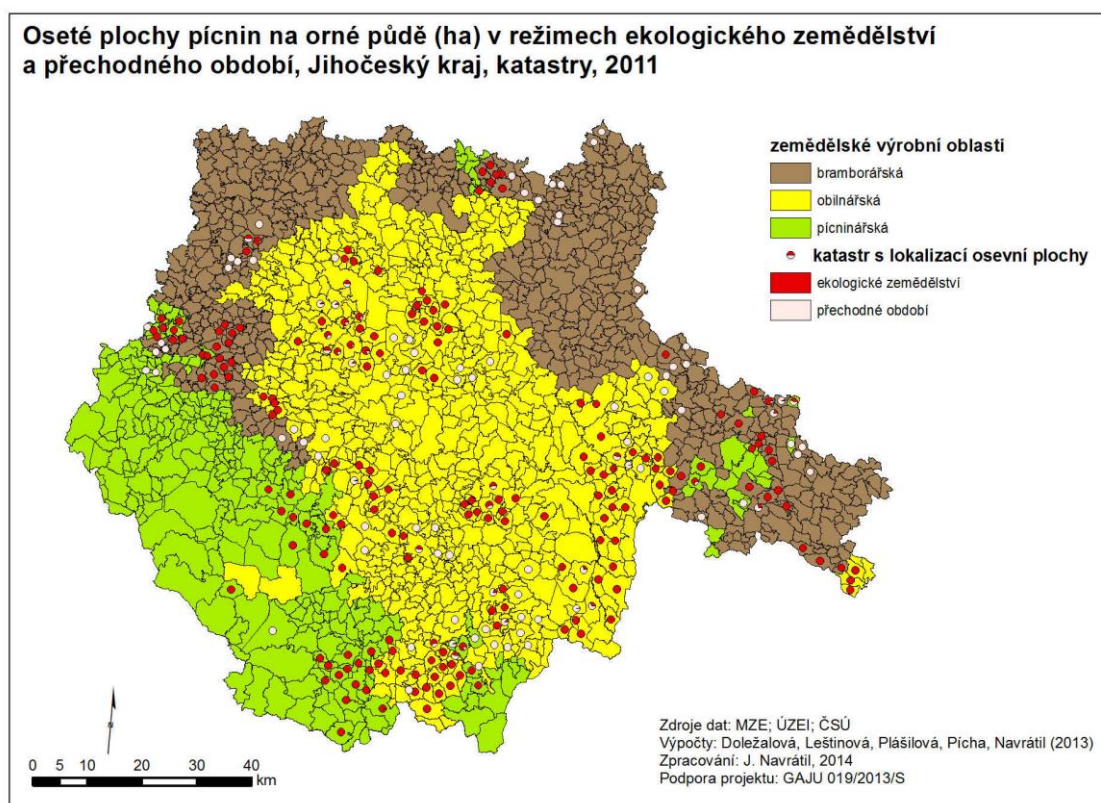 Oseté plochy pícnin na orné půdě (ha) v režimech ekologického zemědělství
a přechodného období, Jihočeský kraj, katastry, 2011
zemědělské výrobní oblasti
bramborářská
obilnářská
pícninářská
katastr s lokalizací osevní plochy
ekologické zemědělství
přechodné období
N
0 5 10 20 30 40
km
Zdroje dat: MZE; ÚZEI; ČSÚ
Výpočty: Doležalová, Leštinová, Plášilová, Pícha, Navrátil (2013)
Zpracování: J. Navrátil, 2014
Podpora projektu: GAJU 019/2013/S